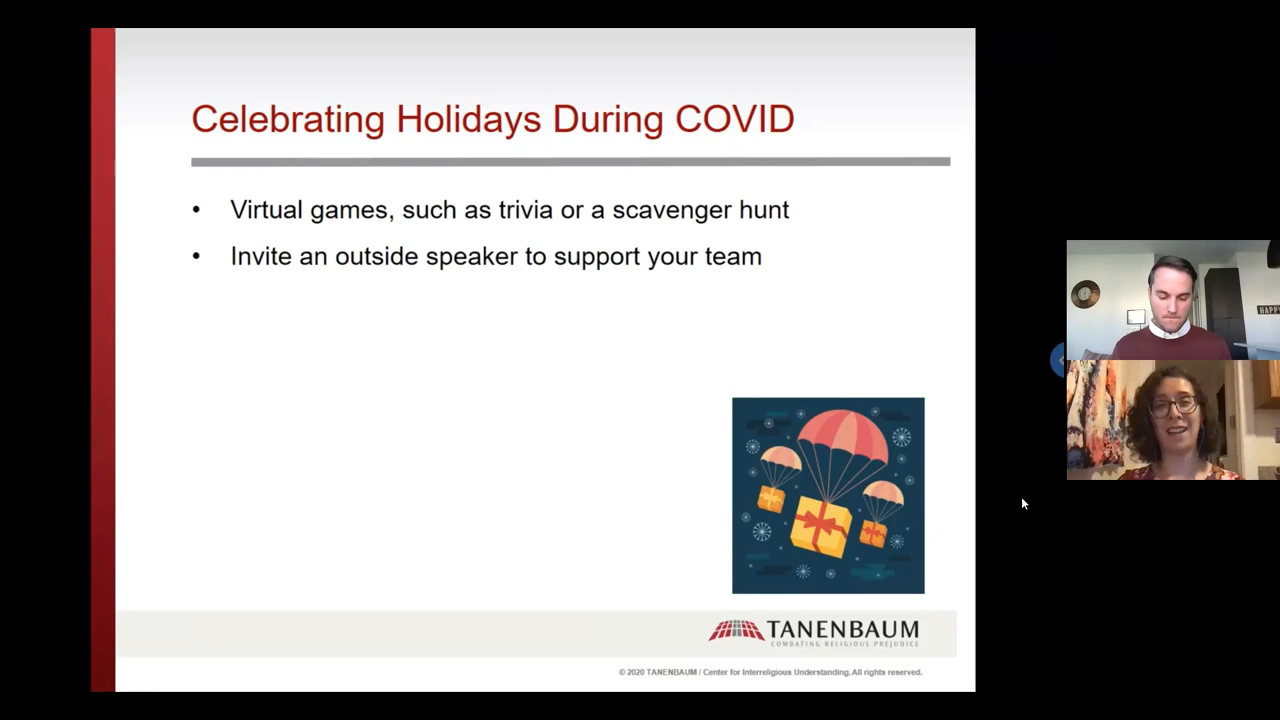 Celebrating Holidays During COVID
• Virtual games, such as trivia or a scavenger hunt
• Invite an outside speaker to support your team
HAPP
TANENBAUM
COMBATING RELIGIOUS PREJUDICE
© 2020 TANENBAUM / Center for Interreligious Understanding. All rights reserved.